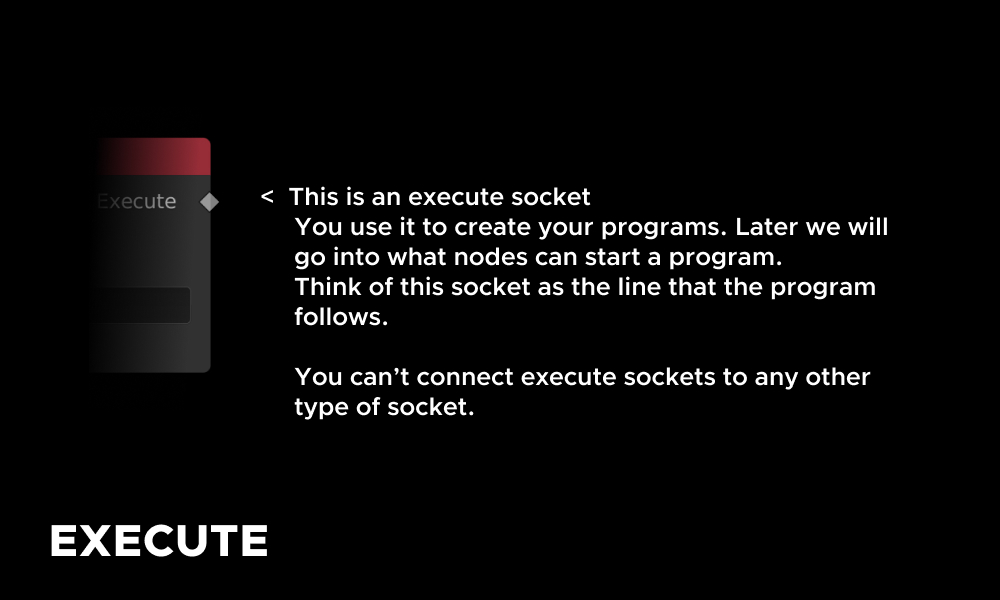 Execute
< This is an execute socket
You use it to create your programs. Later we will
go into what nodes can start a program.
Think of this socket as the line that the program
follows.
You can’t connect execute sockets to any other
type of socket.
EXECUTE